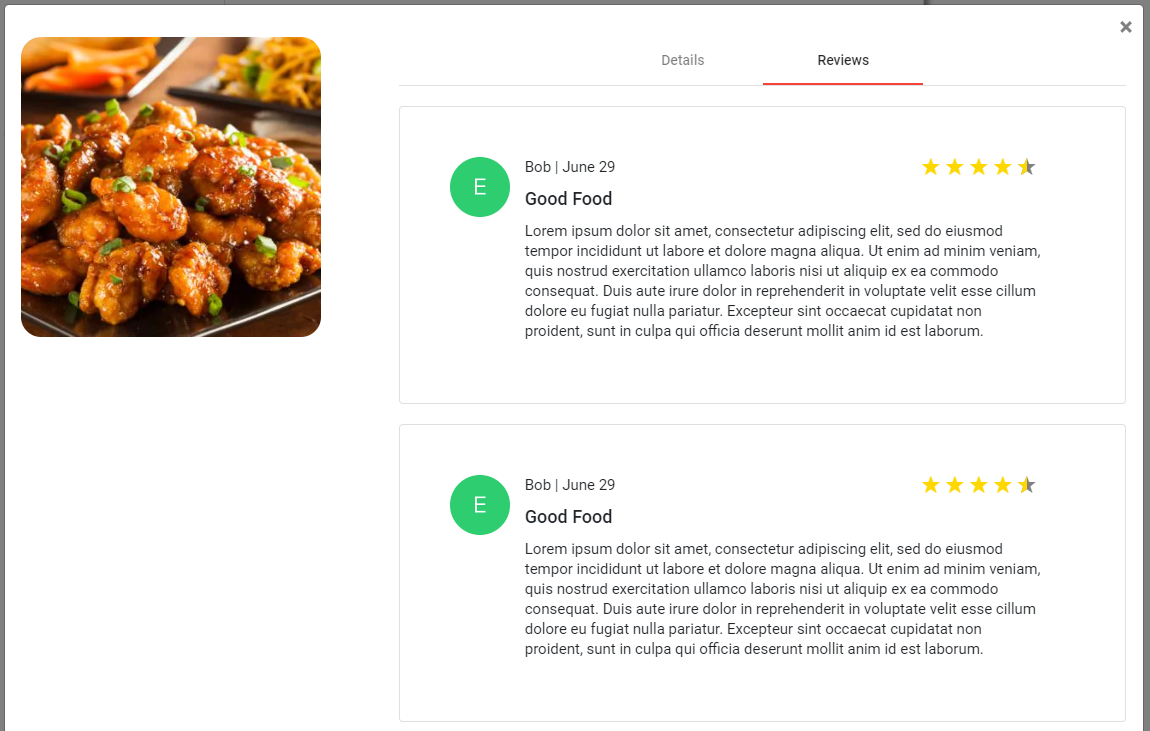 ×
Details
Reviews
E
Bob | June 29
Good Food
Lorem ipsum dolor sit amet, consectetur adipiscing elit, sed do eiusmod
tempor incididunt ut labore et dolore magna aliqua. Ut enim ad minim veniam,
quis nostrud exercitation ullamco laboris nisi ut aliquip ex ea commodo
consequat. Duis aute irure dolor in reprehenderit in voluptate velit esse cillum
dolore eu fugiat nulla pariatur. Excepteur sint occaecat cupidatat non
proident, sunt in culpa qui officia deserunt mollit anim id est laborum.
E
Bob | June 29
Good Food
Lorem ipsum dolor sit amet, consectetur adipiscing elit, sed do eiusmod
tempor incididunt ut labore et dolore magna aliqua. Ut enim ad minim veniam,
quis nostrud exercitation ullamco laboris nisi ut aliquip ex ea commodo
consequat. Duis aute irure dolor in reprehenderit in voluptate velit esse cillum
dolore eu fugiat nulla pariatur. Excepteur sint occaecat cupidatat non
proident, sunt in culpa qui officia deserunt mollit anim id est laborum.